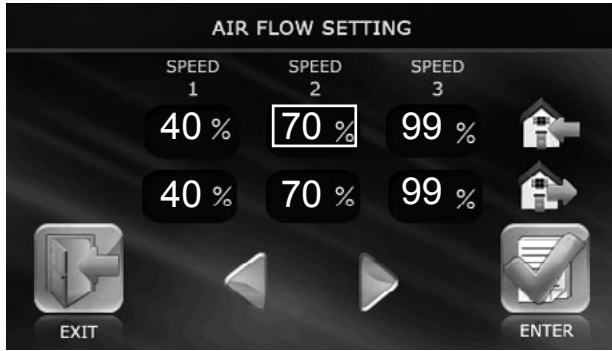 AIR FLOW SETTING
SPEED SPEED SPEED
1 2 3
40 % 70 % 99 %
40 % 70 % 99 %
EXIT ENTER